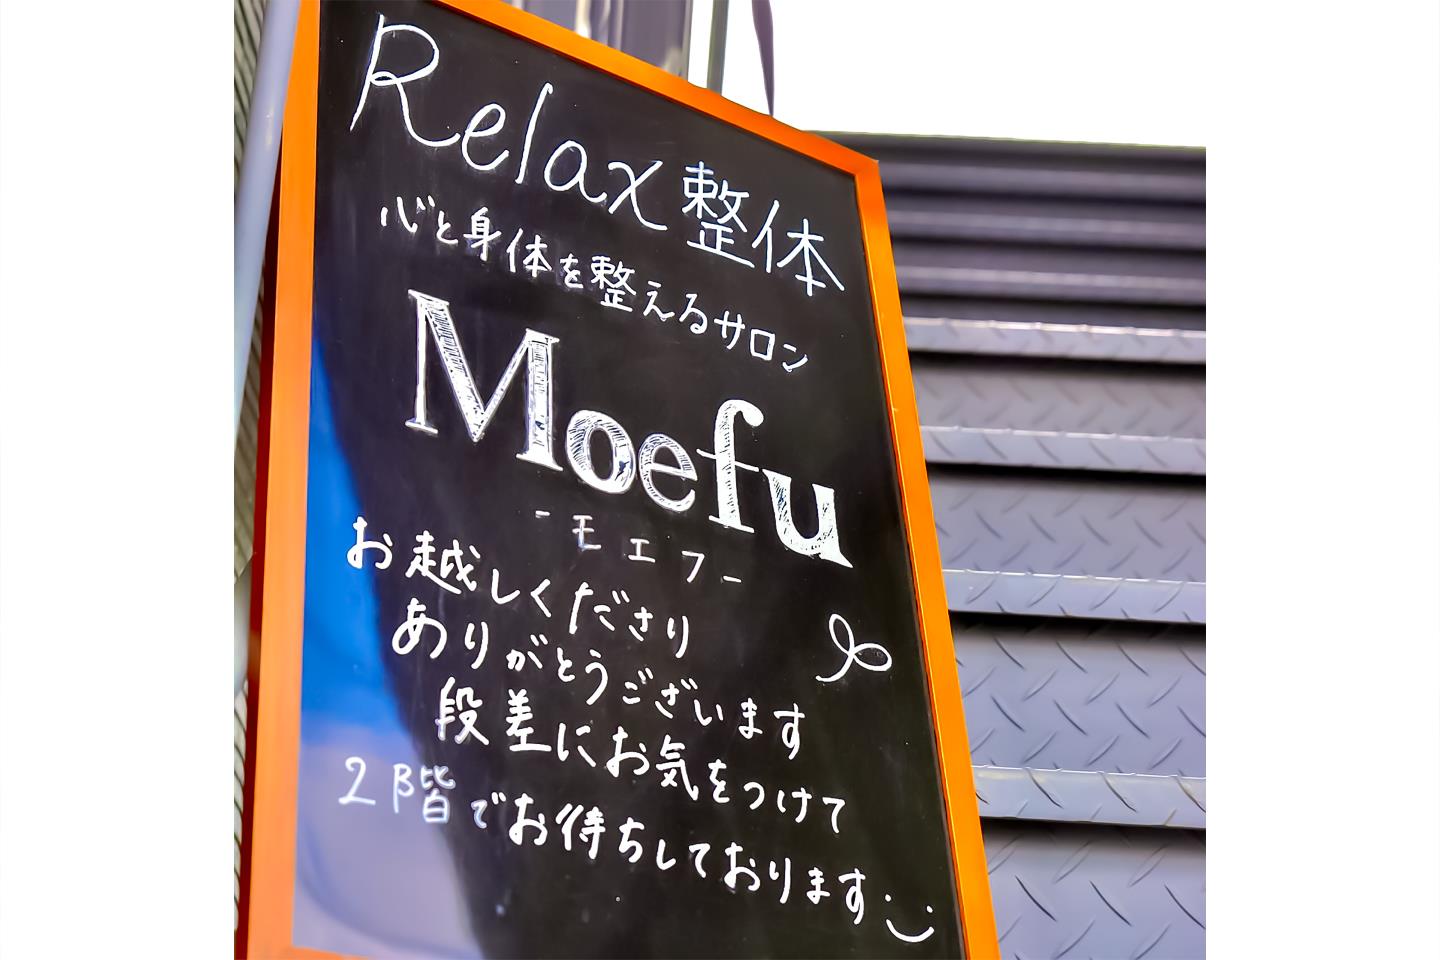 Relax 整体
心と身体を整えるサロン
Moefu
-モエフ-
お越しくださり
ありがとうございます
段差にお気をつけて
2階でお待ちしております